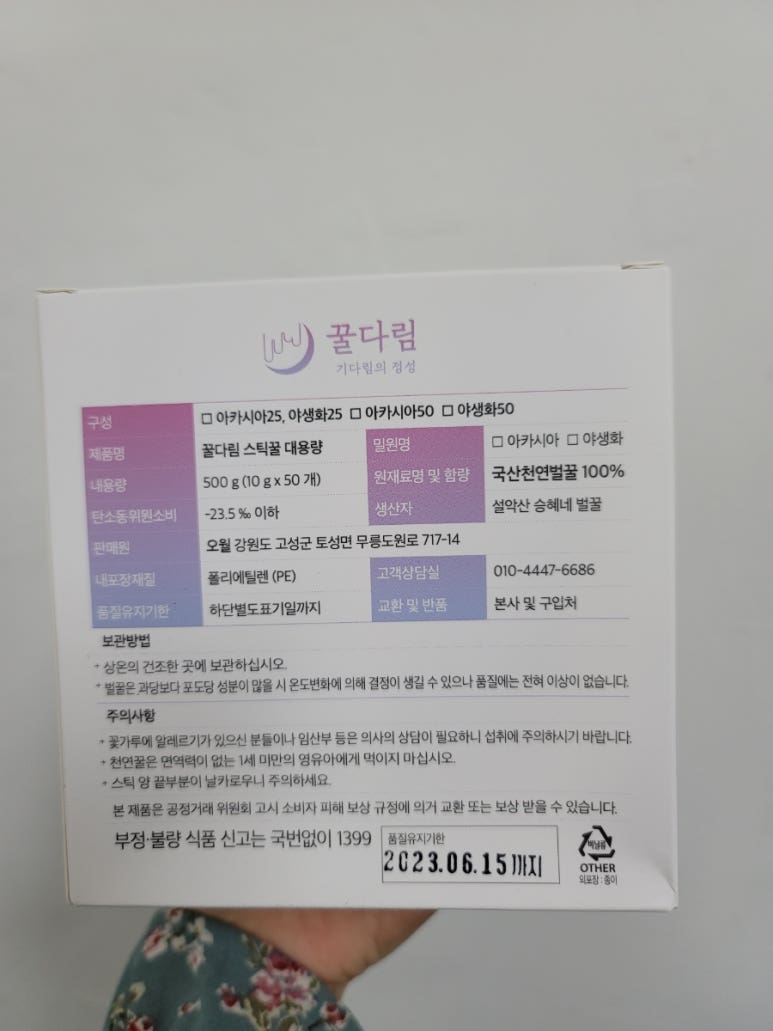 꿀다림
기다림의 정성
구성 □ 아카시아25, 야생화25 □ 아카시아50 □ 야생화50
제품명 꿀다림 스틱꿀 대용량 밀원명 □ 아카시아 □ 야생화
내용량 500 g (10 g x 50 개) 원재료명 및 함량 국산천연벌꿀 100%
탄소동위원소비 -23.5 ‰ 이하 생산자 설악산 승혜네 벌꿀
판매원 오월 강원도 고성군 토성면 무릉도원로 717-14
내포장재질 폴리에틸렌 (PE) 고객상담실 010-4447-6686
품질유지기한 하단별도표기일까지 교환 및 반품 본사 및 구입처
보관방법
+ 상온의 건조한 곳에 보관하십시오.
+ 벌꿀은 과당보다 포도당 성분이 많을 시 온도변화에 의해 결정이 생길 수 있으나 품질에는 전혀 이상이 없습니다.
주의사항
+ 꽃가루에 알레르기가 있으신 분들이나 임산부 등은 의사의 상담이 필요하니 섭취에 주의하시기 바랍니다.
+ 천연꿀은 면역력이 없는 1세 미만의 영유아에게 먹이지 마십시오.
+ 스틱 양 끝부분이 날카로우니 주의하세요.
본 제품은 공정거래 위원회 고시 소비자 피해 보상 규정에 의거 교환 또는 보상 받을 수 있습니다.
부정·불량 식품 신고는 국번없이 1399
품질유지기한
2023.06.15까지
비닐류
OTHER
외포장 : 종이